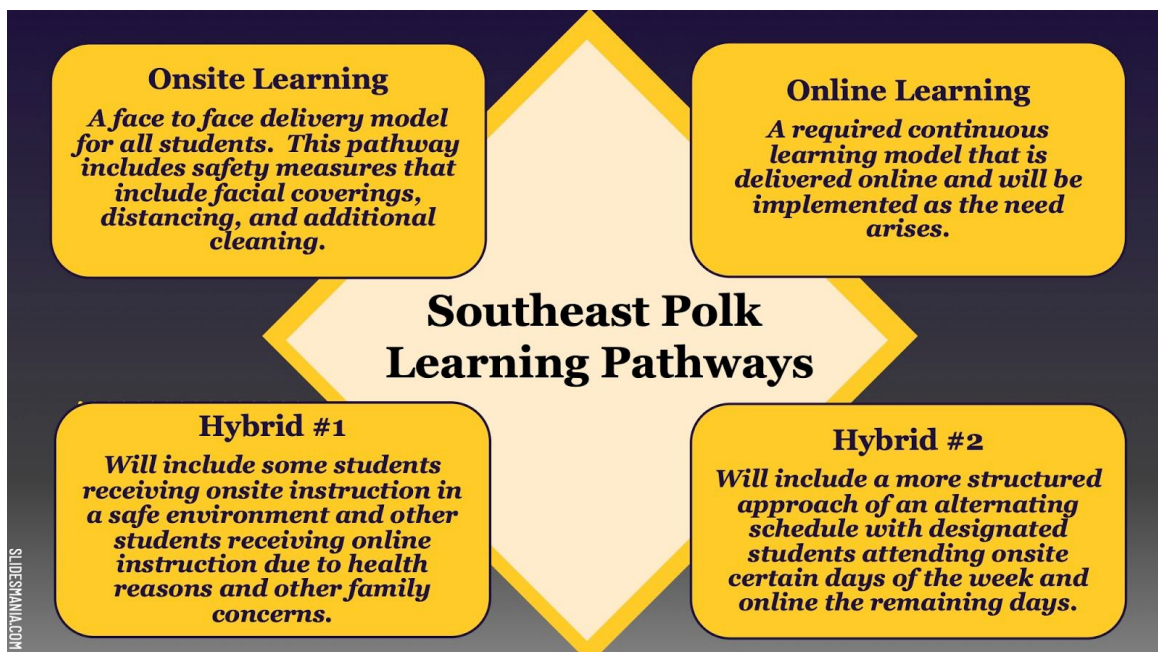 Onsite Learning
A face to face delivery model
for all students.  This pathway
includes safety measures that
include facial coverings,
distancing, and additional
cleaning.
Online Learning
A required continuous
learning model that is
delivered online and will be
implemented as the need
arises.
Southeast Polk
Learning Pathways
Hybrid #1
Will include some students
receiving onsite instruction in
a safe environment and other
students receiving online
instruction due to health
reasons and other family
concerns.
Hybrid #2
Will include a more structured
approach of an alternating
schedule with designated
students attending onsite
certain days of the week and
online the remaining days.
SLIDESMANIA.COM